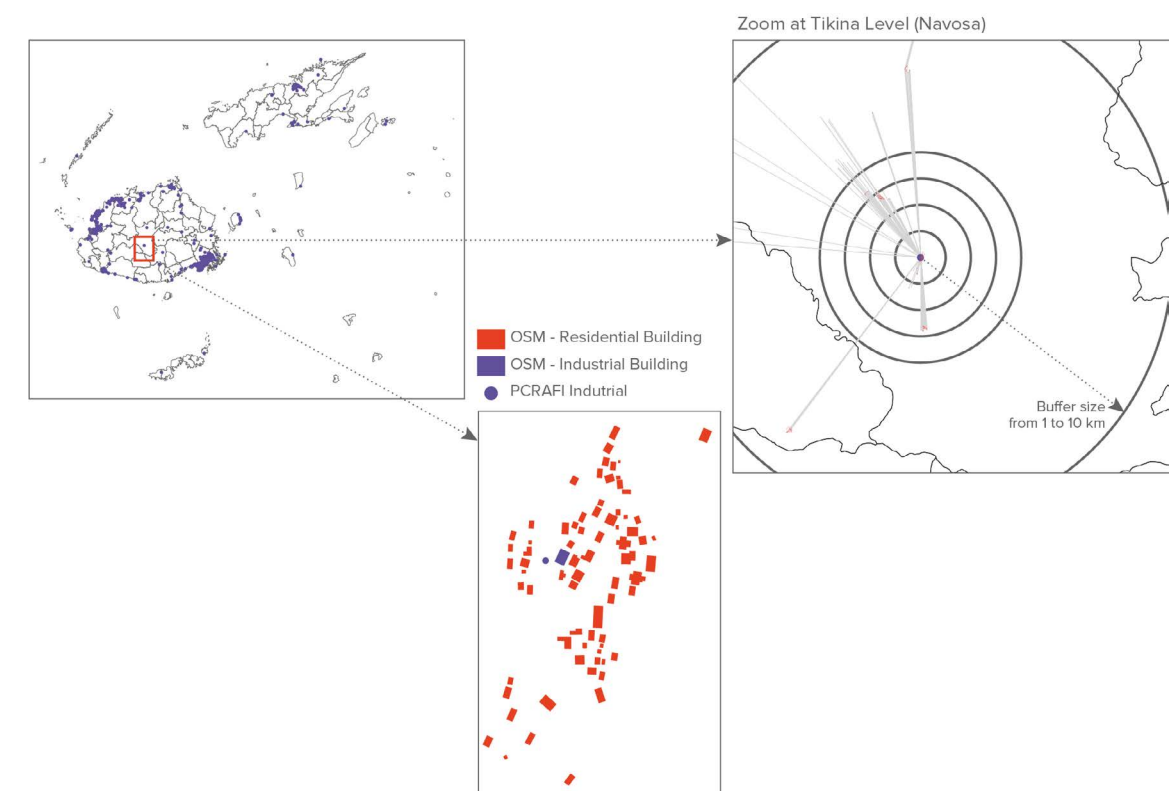 Zoom at Tikina Level (Navosa)
OSM - Residential Building
OSM - Industrial Building
PCRAFI Indutrial
Buffer size
from 1 to 10 km